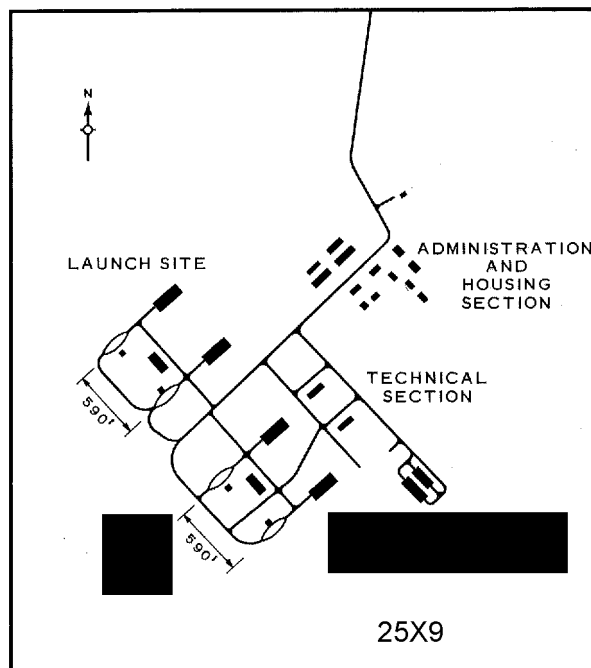 N
LAUNCH SITE
ADMINISTRATION
AND
HOUSING
SECTION
TECHNICAL
SECTION
590'
590'
25X9